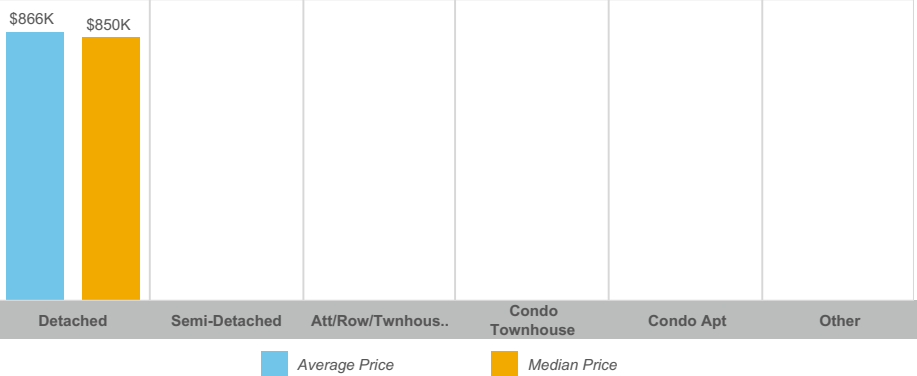 $866K
$850K
Detached
Semi-Detached
Att/Row/Twnhous..
Condo
Townhouse
Condo Apt
Other
Average Price
Median Price